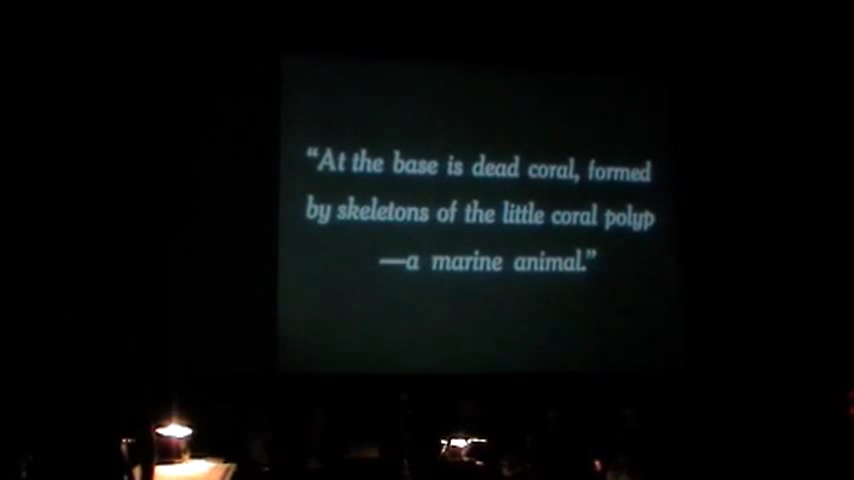 “At the base is dead coral, formed
by skeletons of the little coral polyp
—a marine animal.”